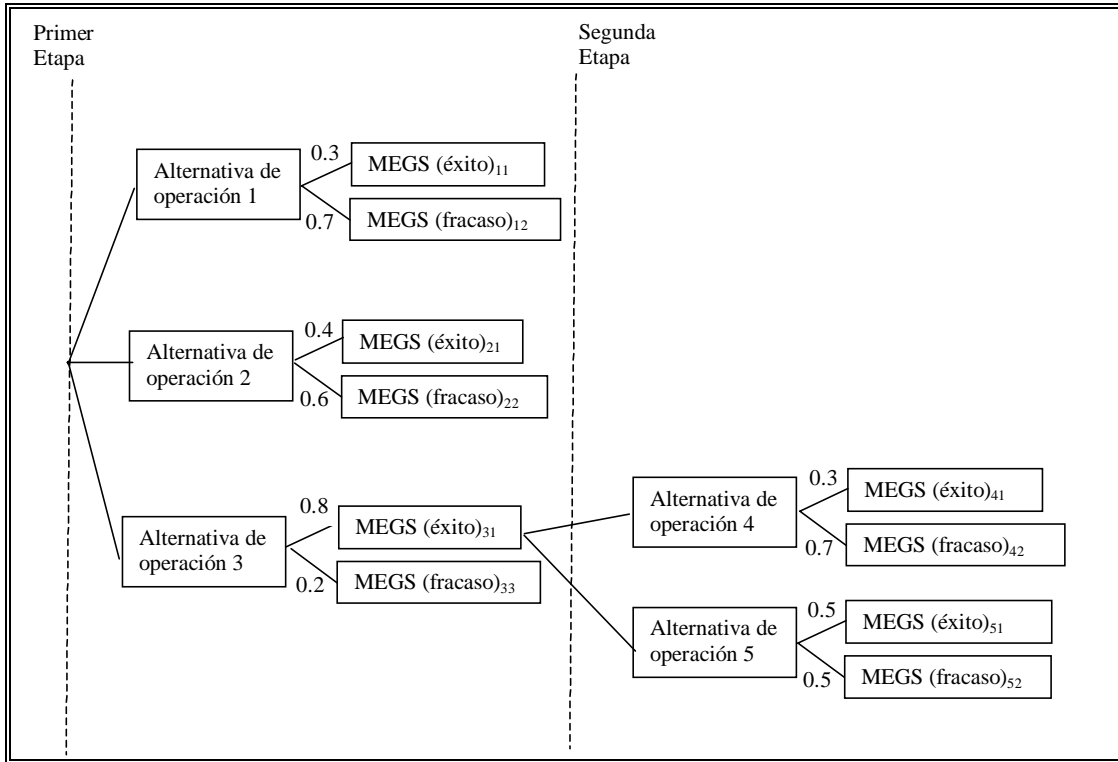 Primer
Etapa
Segunda
Etapa
Alternativa de
operación 1
0.3
MEGS (éxito)11
0.7
MEGS (fracaso)12
Alternativa de
operación 2
0.4
MEGS (éxito)21
0.6
MEGS (fracaso)22
Alternativa de
operación 3
0.8
MEGS (éxito)31
0.2
MEGS (fracaso)33
Alternativa de
operación 4
0.3
MEGS (éxito)41
0.7
MEGS (fracaso)42
Alternativa de
operación 5
0.5
MEGS (éxito)51
0.5
MEGS (fracaso)52